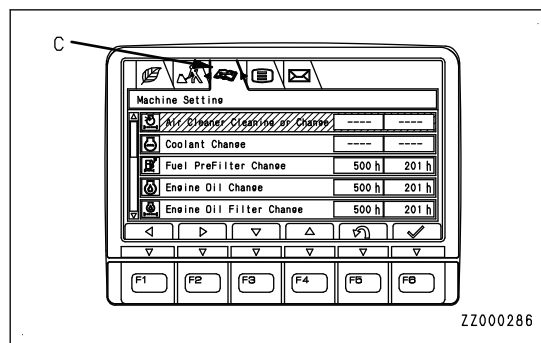 C
Machine Setting
Air Cleaner Cleaning or Change ---- ----
Coolant Change ---- ----
Fuel PreFilter Change 500 h 201 h
Engine Oil Change 500 h 201 h
Engine Oil Filter Change 500 h 201 h
F1 F2 F3 F4 F5 F6
ZZ000286